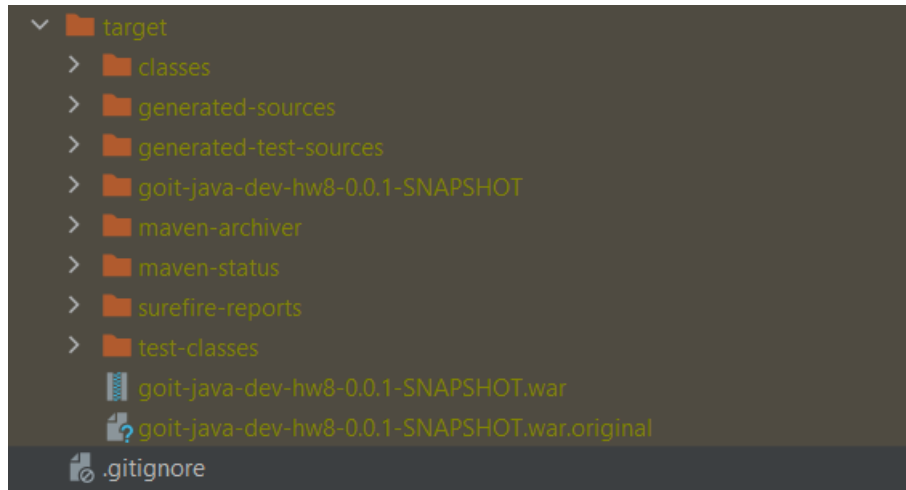 target
classes
generated-sources
generated-test-sources
goit-java-dev-hw8-0.0.1-SNAPSHOT
maven-archiver
maven-status
surefire-reports
test-classes
goit-java-dev-hw8-0.0.1-SNAPSHOT.war
goit-java-dev-hw8-0.0.1-SNAPSHOT.war.original
.gitignore